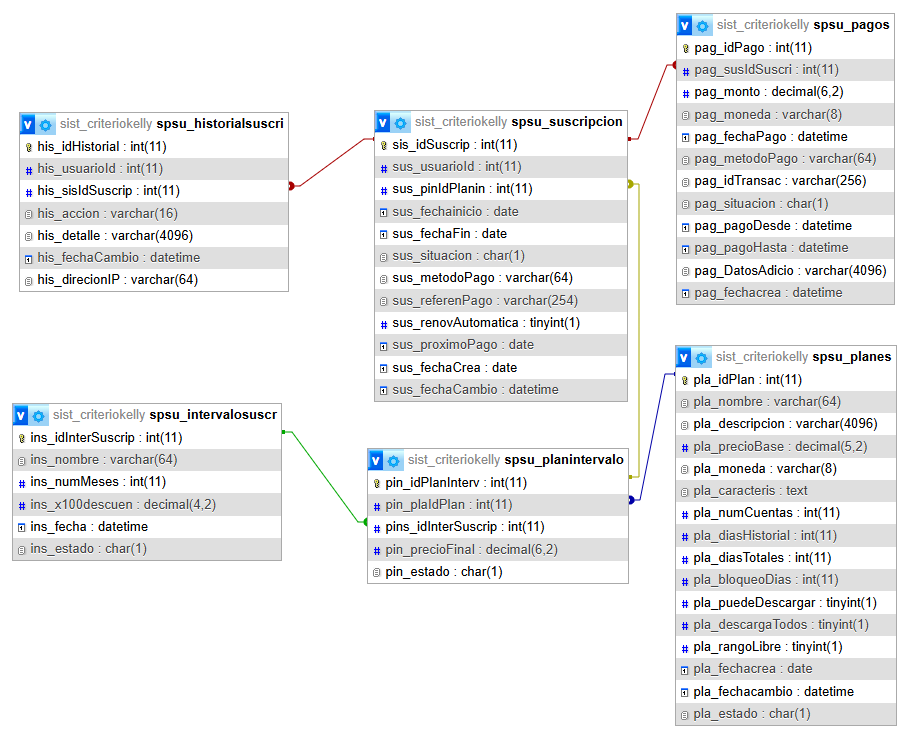 sist_criteriokelly spsu_pagos
pag_idPago : int(11)
pag_susIdSuscri : int(11)
pag_monto : decimal(6,2)
pag_moneda : varchar(8)
pag_fechaPago : datetime
pag_metodoPago : varchar(64)
pag_idTransac : varchar(256)
pag_situacion : char(1)
pag_pagoDesde : datetime
pag_pagoHasta : datetime
pag_DatosAdicio : varchar(4096)
pag_fechacrea : datetime
sist_criteriokelly spsu_historialsuscri
his_idHistorial : int(11)
his_usuarioId : int(11)
his_sisIdSuscrip : int(11)
his_accion : varchar(16)
his_detalle : varchar(4096)
his_fechaCambio : datetime
his_direcionIP : varchar(64)
sist_criteriokelly spsu_suscripcion
sis_idSuscrip : int(11)
sus_usuarioId : int(11)
sus_pinIdPlanin : int(11)
sus_fechainicio : date
sus_fechaFin : date
sus_situacion : char(1)
sus_metodoPago : varchar(64)
sus_referenPago : varchar(254)
sus_renovAutomatica : tinyint(1)
sus_proximoPago : date
sus_fechaCrea : date
sus_fechaCambio : datetime
sist_criteriokelly spsu_intervalosuscr
ins_idInterSuscrip : int(11)
ins_nombre : varchar(64)
ins_numMeses : int(11)
ins_x100descuen : decimal(4,2)
ins_fecha : datetime
ins_estado : char(1)
sist_criteriokelly spsu_planintervalo
pin_idPlanInterv : int(11)
pin_plaIdPlan : int(11)
pins_idInterSuscrip : int(11)
pin_precioFinal : decimal(6,2)
pin_estado : char(1)
sist_criteriokelly spsu_planes
pla_idPlan : int(11)
pla_nombre : varchar(64)
pla_descripcion : varchar(4096)
pla_precioBase : decimal(5,2)
pla_moneda : varchar(8)
pla_caracteris : text
pla_numCuentas : int(11)
pla_diasHistorial : int(11)
pla_diasTotales : int(11)
pla_bloqueoDias : int(11)
pla_puedeDescargar : tinyint(1)
pla_descargaTodos : tinyint(1)
pla_rangoLibre : tinyint(1)
pla_fechacrea : date
pla_fechacambio : datetime
pla_estado : char(1)